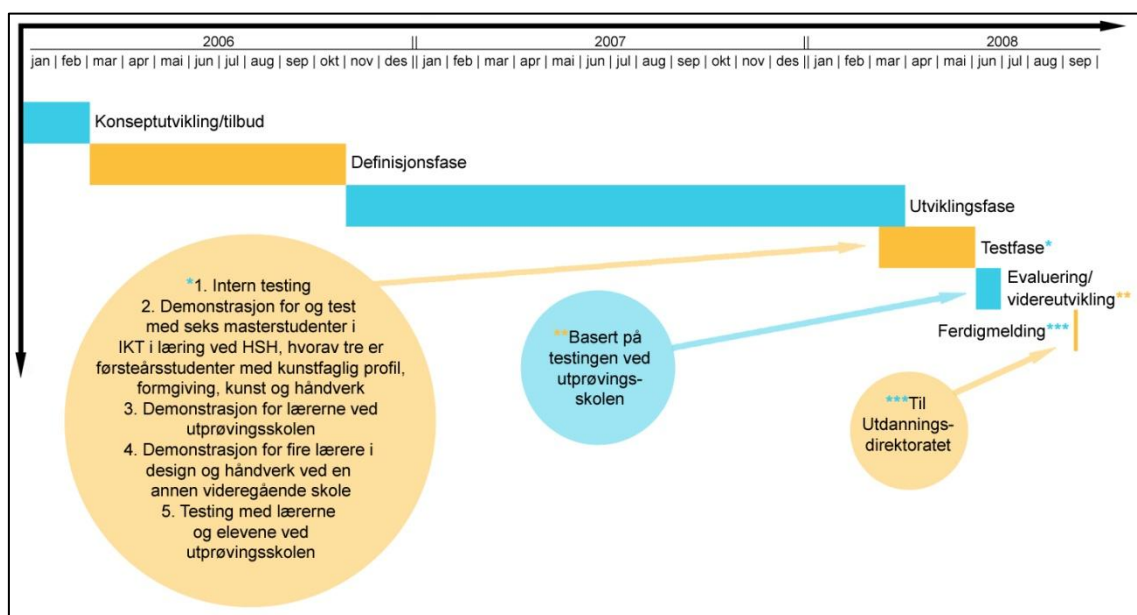 2006 || 2007 || 2008
jan | feb | mar | apr | mai | jun | jul | aug | sep | okt | nov | des || jan | feb | mar | apr | mai | jun | jul | aug | sep | okt | nov | des || jan | feb | mar | apr | mai | jun | jul | aug | sep |
Konseptutvikling/tilbud
Definisjonsfase
Utviklingsfase
Testfase*
Evaluering/
videreutvikling**
Ferdigmelding***
*1. Intern testing
2. Demonstrasjon for og test
med seks masterstudenter i
IKT i læring ved HSH, hvorav tre er
førsteårsstudenter med kunstfaglig profil,
formgiving, kunst og håndverk
3. Demonstrasjon for lærerne ved
utprøvingsskolen
4. Demonstrasjon for fire lærere i
design og håndverk ved en
annen videregående skole
5. Testing med lærerne
og elevene ved
utprøvingsskolen
**Basert på
testingen ved
utprøvings-
skolen
***Til
Utdannings-
direktoratet